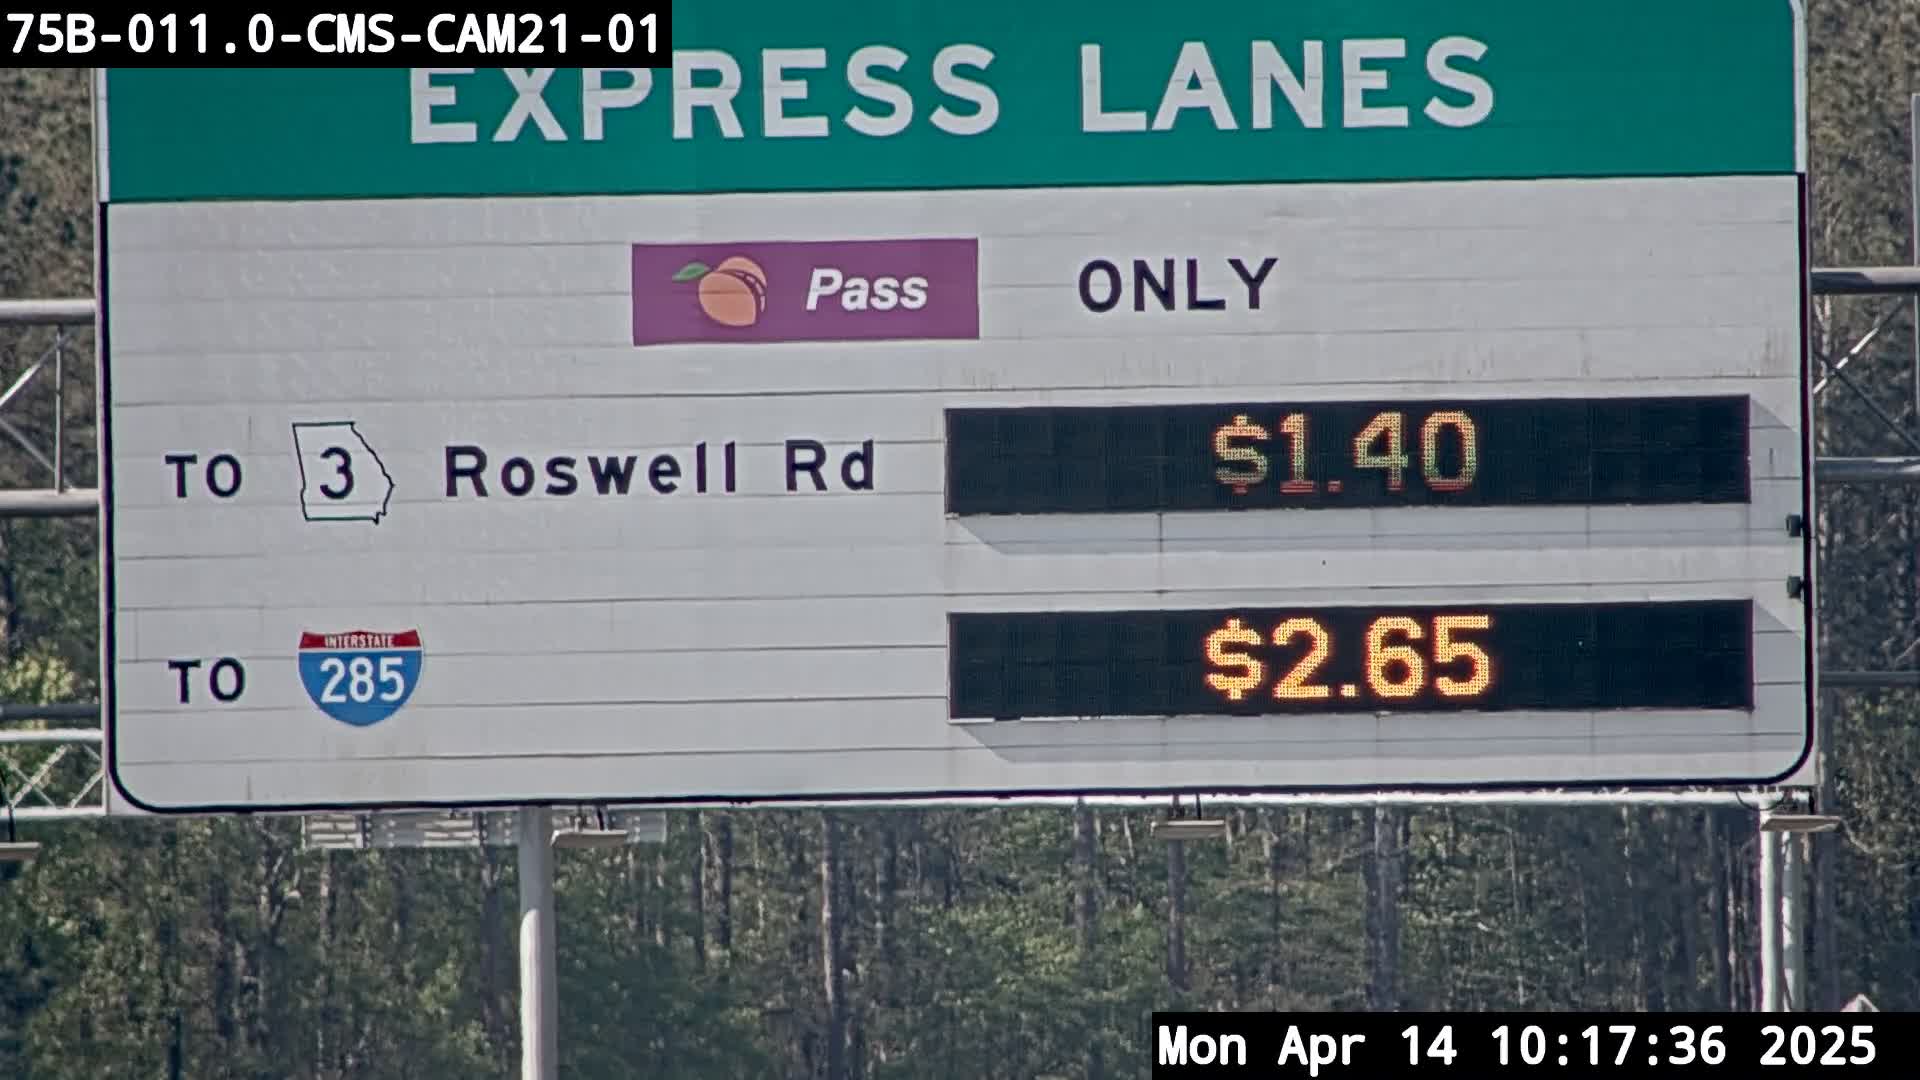 75B-011.0-CMS-CAM21-01
EXPRESS LANES
Pass ONLY
TO 3 Roswell Rd $1.40
TO INTERSTATE 285 $2.65
Mon Apr 14 10:17:36 2025